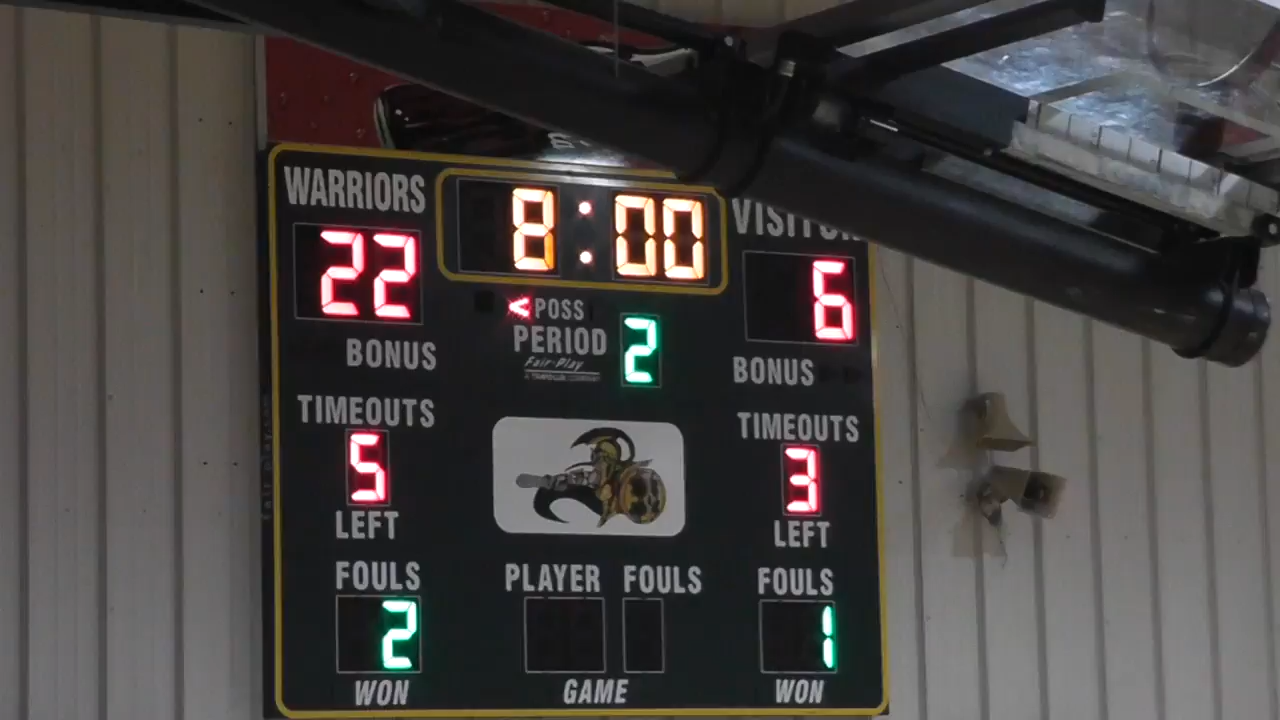 WARRIORS 8:00 VISITOR
22 6
< POSS
PERIOD 2
Fair-Play
BONUS BONUS
TIMEOUTS TIMEOUTS
5 3
LEFT LEFT
FOULS PLAYER FOULS FOULS
2 1
WON GAME WON